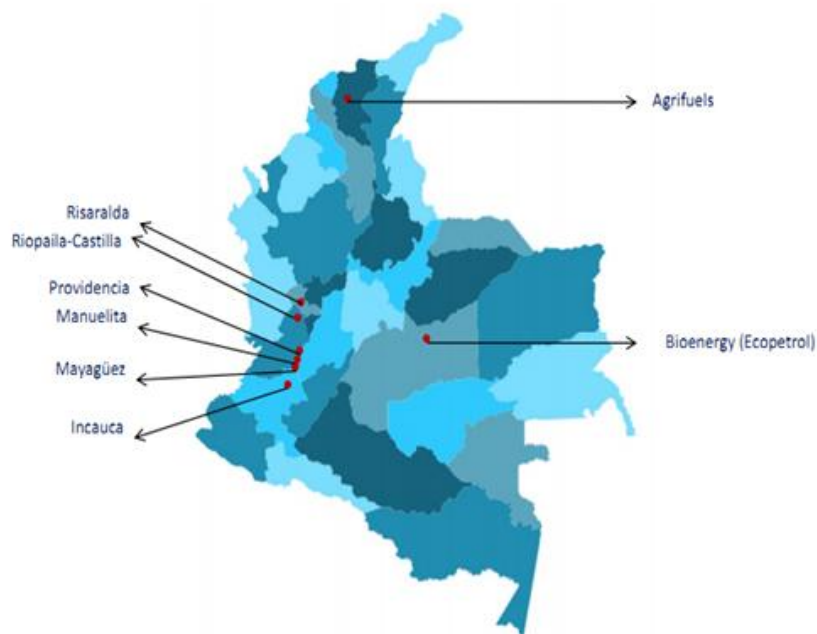 Agrifuels
Risaralda
Riopaila-Castilla
Providencia
Manuelita
Bioenergy (Ecopetrol)
Mayagüez
Incauca